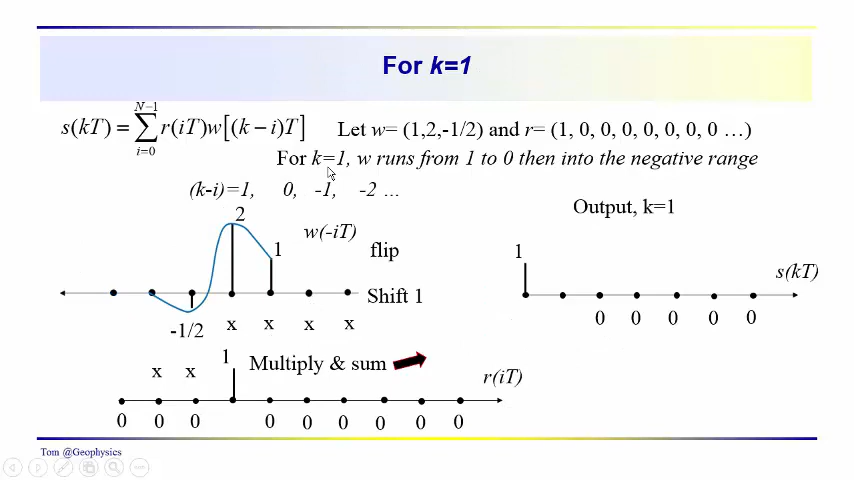 For k=1
s(kT) = ∑ r(iT)w[(k − i)T]
N−1
i=0
Let w= (1,2,-1/2) and r= (1, 0, 0, 0, 0, 0, 0, 0 …)
For k=1, w runs from 1 to 0 then into the negative range
(k-i)=1, 0, -1, -2 …
Output, k=1
2
w(-iT)
1
flip
1
s(kT)
Shift 1
-1/2 x x x x
0 0 0 0 0
x x 1 Multiply & sum
r(iT)
0 0 0 0 0 0 0 0 0
Tom @Geophysics